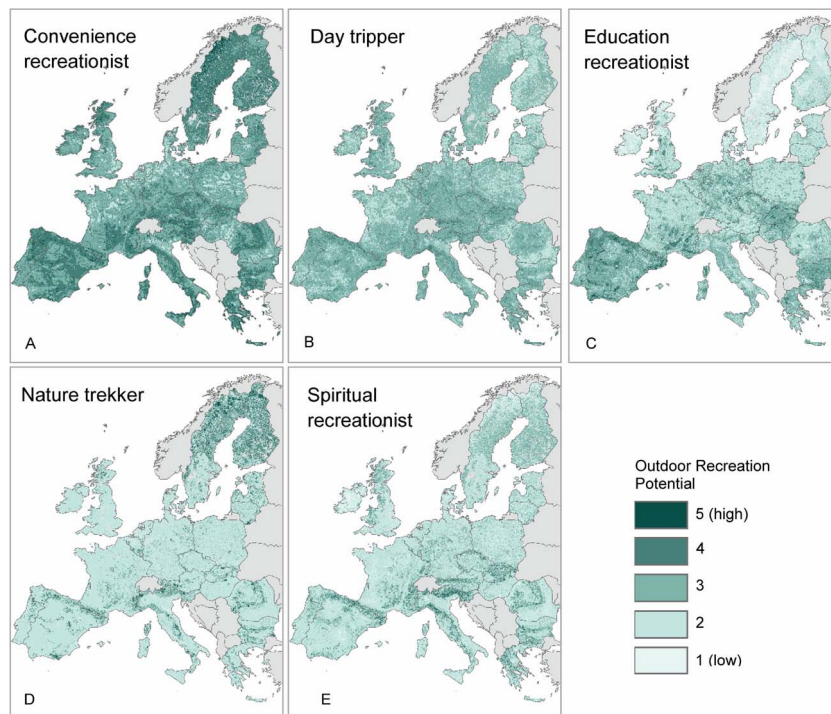 Convenience
recreationist
A
Day tripper
B
Education
recreationist
C
Nature trekker
D
Spiritual
recreationist
E
Outdoor Recreation
Potential
5 (high)
4
3
2
1 (low)